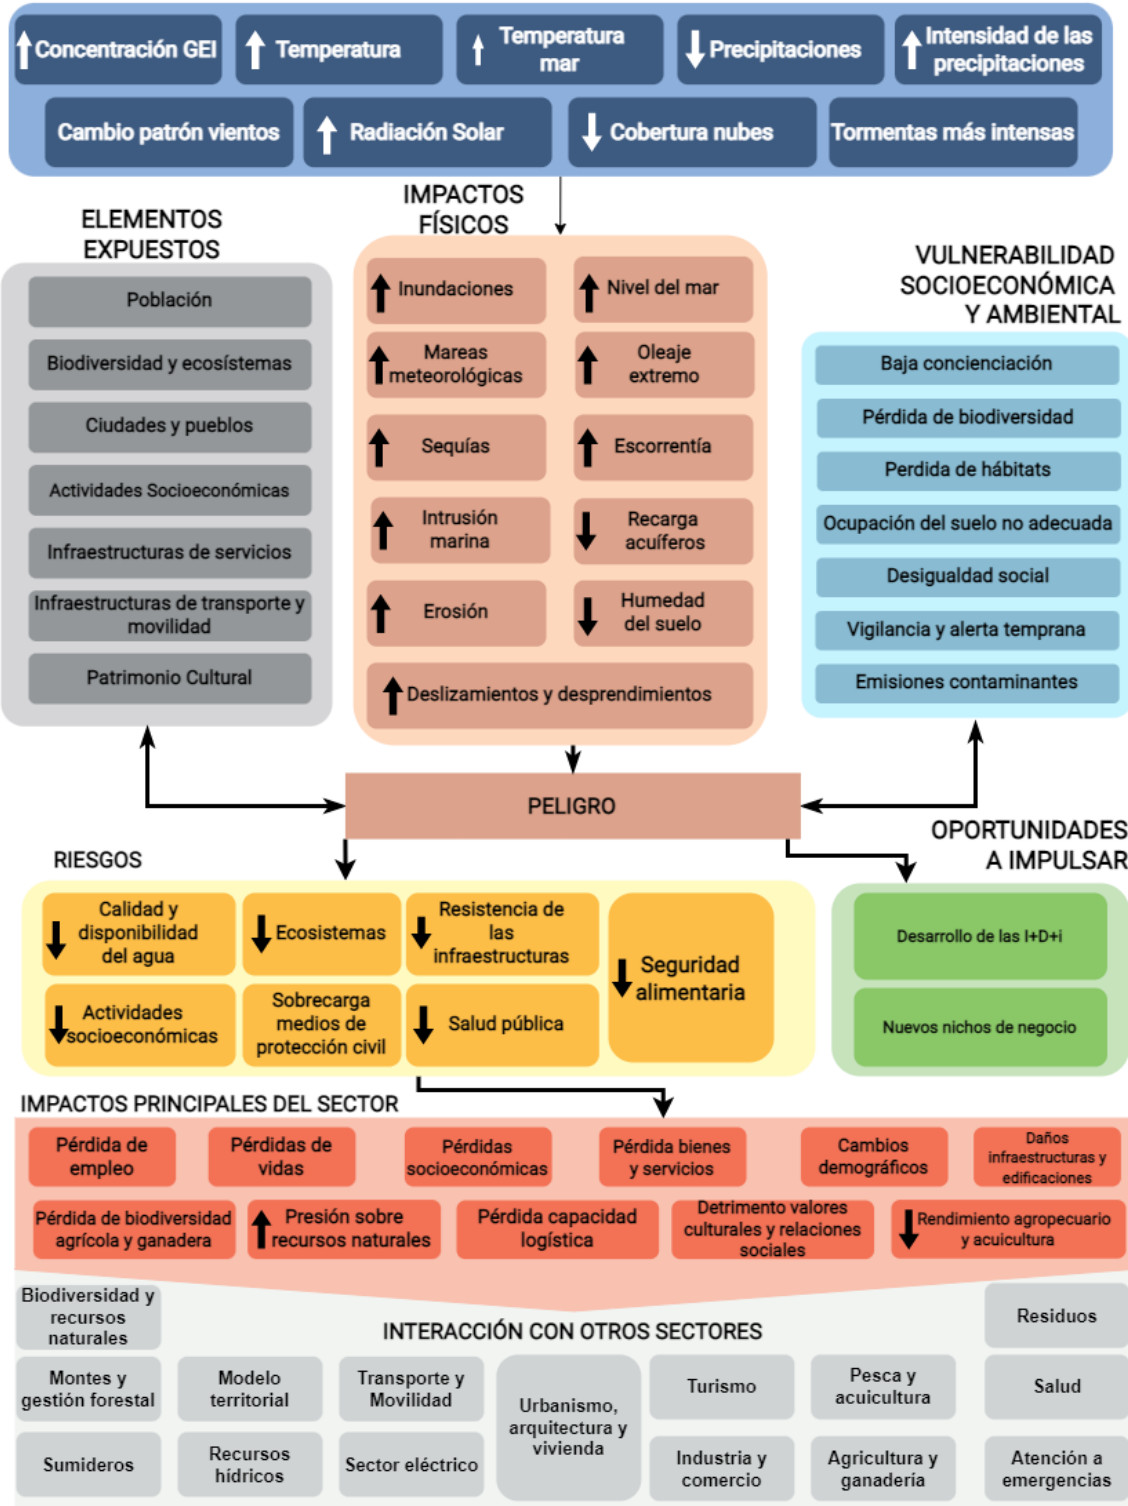 Concentración GEI
Temperatura
Temperatura
mar
Precipitaciones
Intensidad de las
precipitaciones
Cambio patrón vientos
Radiación Solar
Cobertura nubes
Tormentas más intensas
ELEMENTOS
EXPUESTOS
Población
Biodiversidad y ecosístemas
Ciudades y pueblos
Actividades Socioeconómicas
Infraestructuras de servicios
Infraestructuras de transporte y
movilidad
Patrimonio Cultural
IMPACTOS
FÍSICOS
Inundaciones
Nivel del mar
Mareas
meteorológicas
Oleaje
extremo
Sequías
Escorrentía
Intrusión
marina
Recarga
acuíferos
Erosión
Humedad
del suelo
Deslizamientos y desprendimientos
VULNERABILIDAD
SOCIOECONÓMICA
Y AMBIENTAL
Baja concienciación
Pérdida de biodiversidad
Perdida de hábitats
Ocupación del suelo no adecuada
Desigualdad social
Vigilancia y alerta temprana
Emisiones contaminantes
PELIGRO
RIESGOS
Calidad y
disponibilidad
del agua
Ecosistemas
Resistencia de
las
infraestructuras
Seguridad
alimentaria
Actividades
socioeconómicas
Sobrecarga
medios de
protección civil
Salud pública
OPORTUNIDADES
A IMPULSAR
Desarrollo de las I+D+i
Nuevos nichos de negocio
IMPACTOS PRINCIPALES DEL SECTOR
Pérdida de
empleo
Pérdidas de
vidas
Pérdidas
socioeconómicas
Pérdida bienes
y servicios
Cambios
demográficos
Daños
infraestructuras y
edificaciones
Pérdida de biodiversidad
agrícola y ganadera
Presión sobre
recursos naturales
Pérdida capacidad
logística
Detrimento valores
culturales y relaciones
sociales
Rendimiento agropecuario
y acuicultura
INTERACCIÓN CON OTROS SECTORES
Biodiversidad y
recursos
naturales
Residuos
Montes y
gestión forestal
Modelo
territorial
Transporte y
Movilidad
Urbanismo,
arquitectura y
vivienda
Turismo
Pesca y
acuicultura
Salud
Sumideros
Recursos
hídricos
Sector eléctrico
Industria y
comercio
Agricultura y
ganadería
Atención a
emergencias